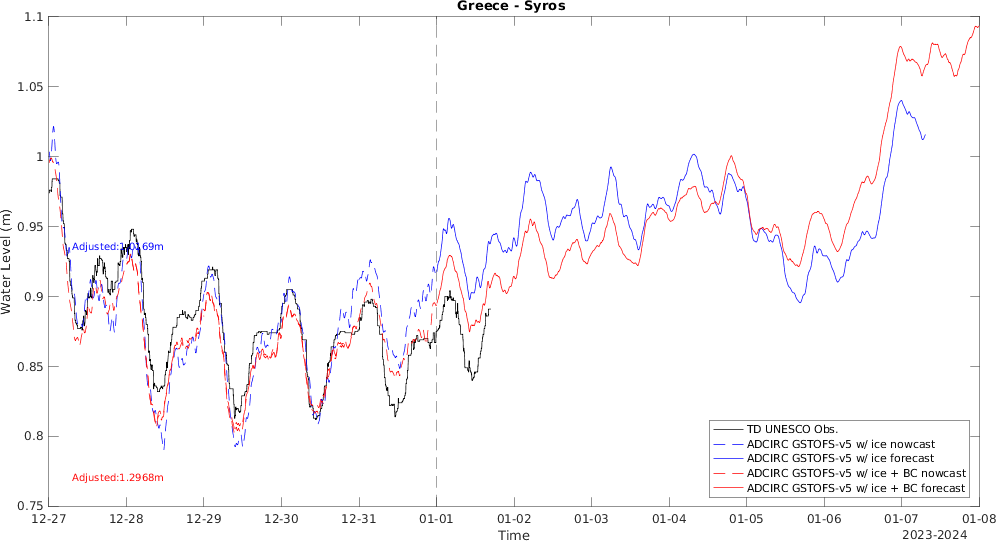 Greece - Syros
Water Level (m)
1.1
1.05
1
0.95
0.9
0.85
0.8
0.75
Adjusted:1.0169m
Adjusted:1.2968m
TD UNESCO Obs.
ADCIRC GSTOFS-v5 w/ ice nowcast
ADCIRC GSTOFS-v5 w/ ice forecast
ADCIRC GSTOFS-v5 w/ ice + BC nowcast
ADCIRC GSTOFS-v5 w/ ice + BC forecast
12-27 12-28 12-29 12-30 12-31 01-01 01-02 01-03 01-04 01-05 01-06 01-07 01-08
Time
2023-2024